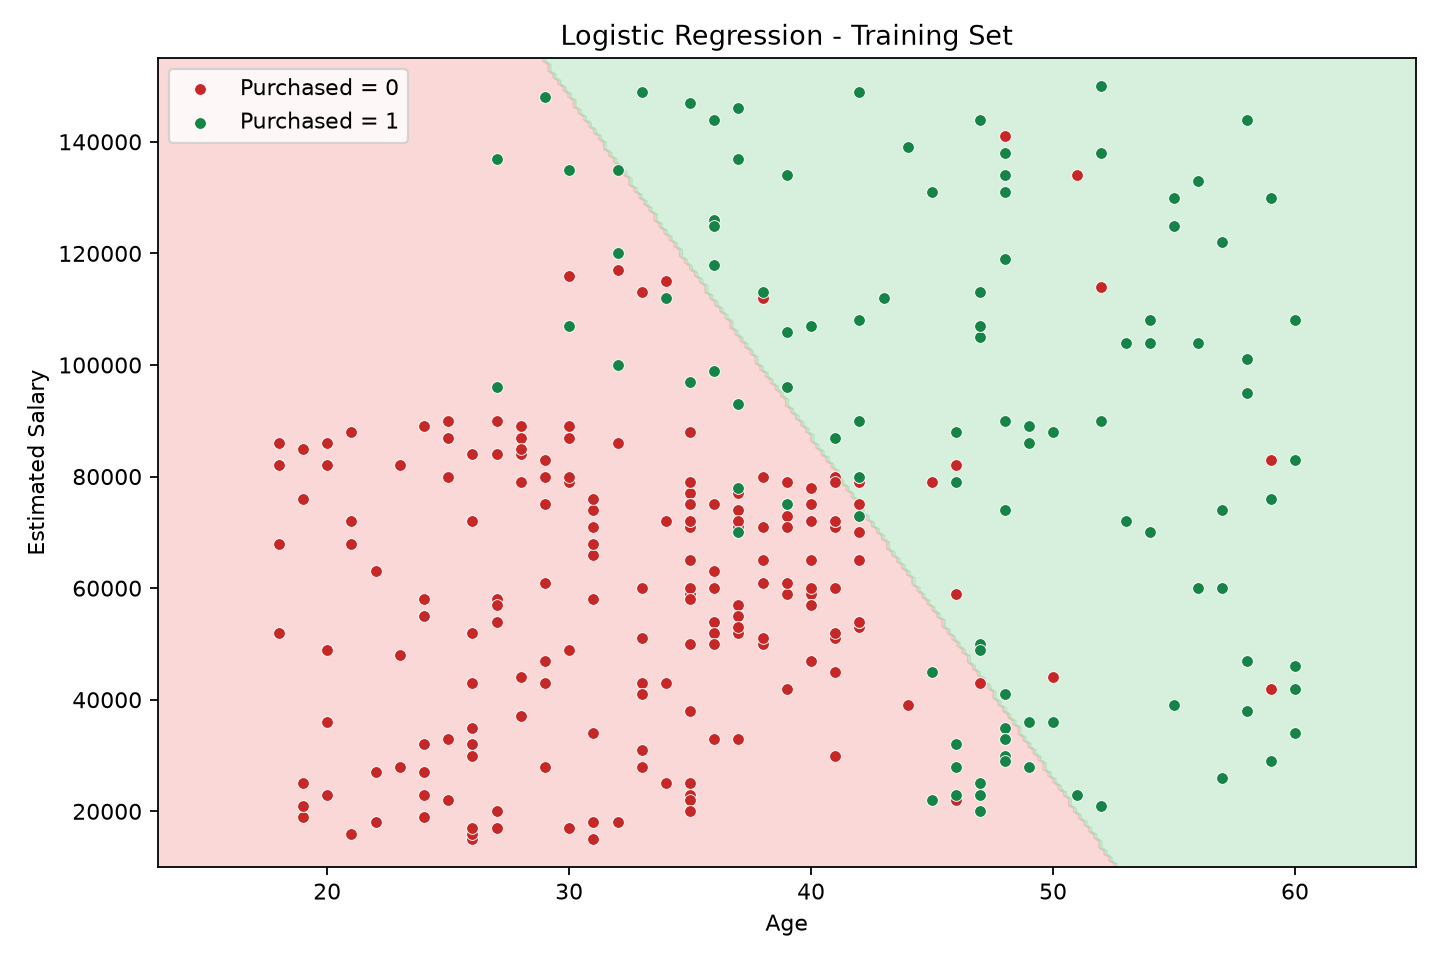 Logistic Regression - Training Set
Purchased = 0
Purchased = 1
140000
120000
100000
80000
60000
40000
20000
Estimated Salary
20 30 40 50 60
Age